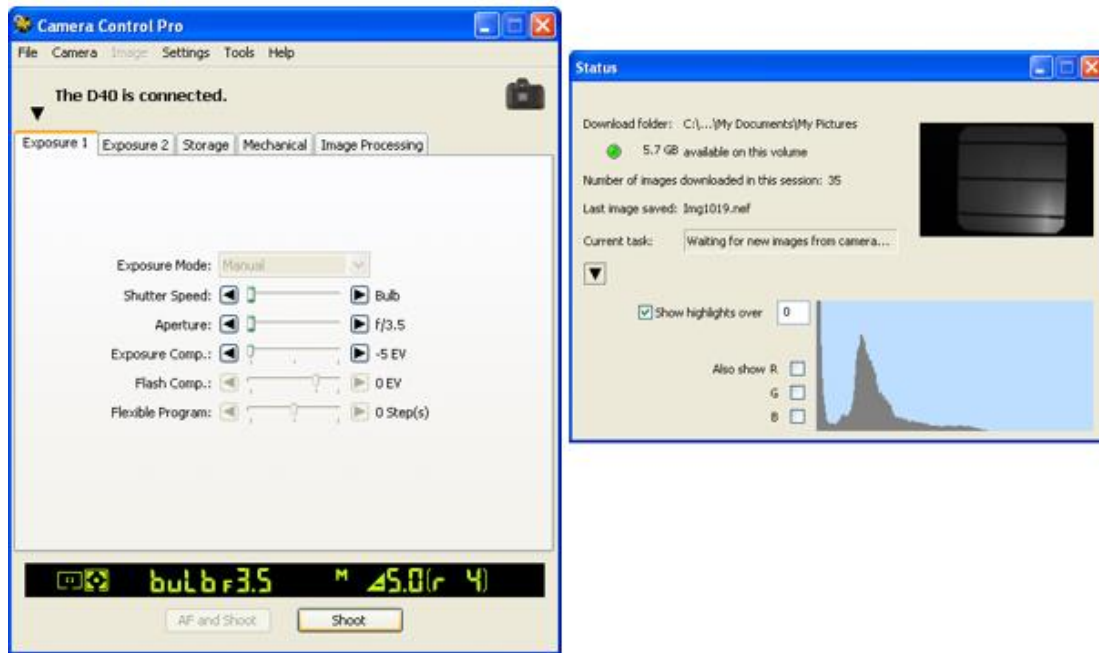 Camera Control Pro
File Camera Image Settings Tools Help
The D40 is connected.
Exposure 1 Exposure 2 Storage Mechanical Image Processing
Exposure Mode: Manual
Shutter Speed: Bulb
Aperture: f/3.5
Exposure Comp.: -5 EV
Flash Comp.: 0 EV
Flexible Program: 0 Step(s)
bulb F3.5 M 5.0(r 4)
AF and Shoot Shoot
Status
Download folder: C:\,...\My Documents\My Pictures
5.7 GB available on this volume
Number of images downloaded in this session: 35
Last image saved: Img1019.nef
Current task: Waiting for new images from camera...
Show highlights over 0
Also show R
G
B